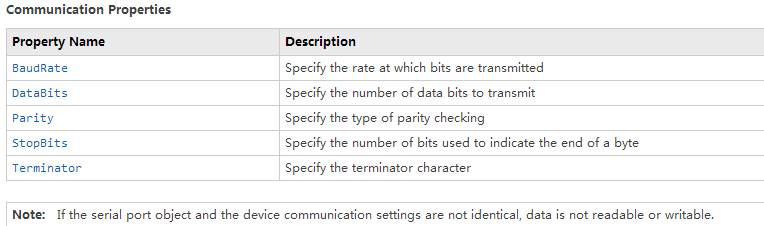 Communication Properties
Property Name Description
BaudRate Specify the rate at which bits are transmitted
DataBits Specify the number of data bits to transmit
Parity Specify the type of parity checking
StopBits Specify the number of bits used to indicate the end of a byte
Terminator Specify the terminator character
Note: If the serial port object and the device communication settings are not identical, data is not readable or writable.